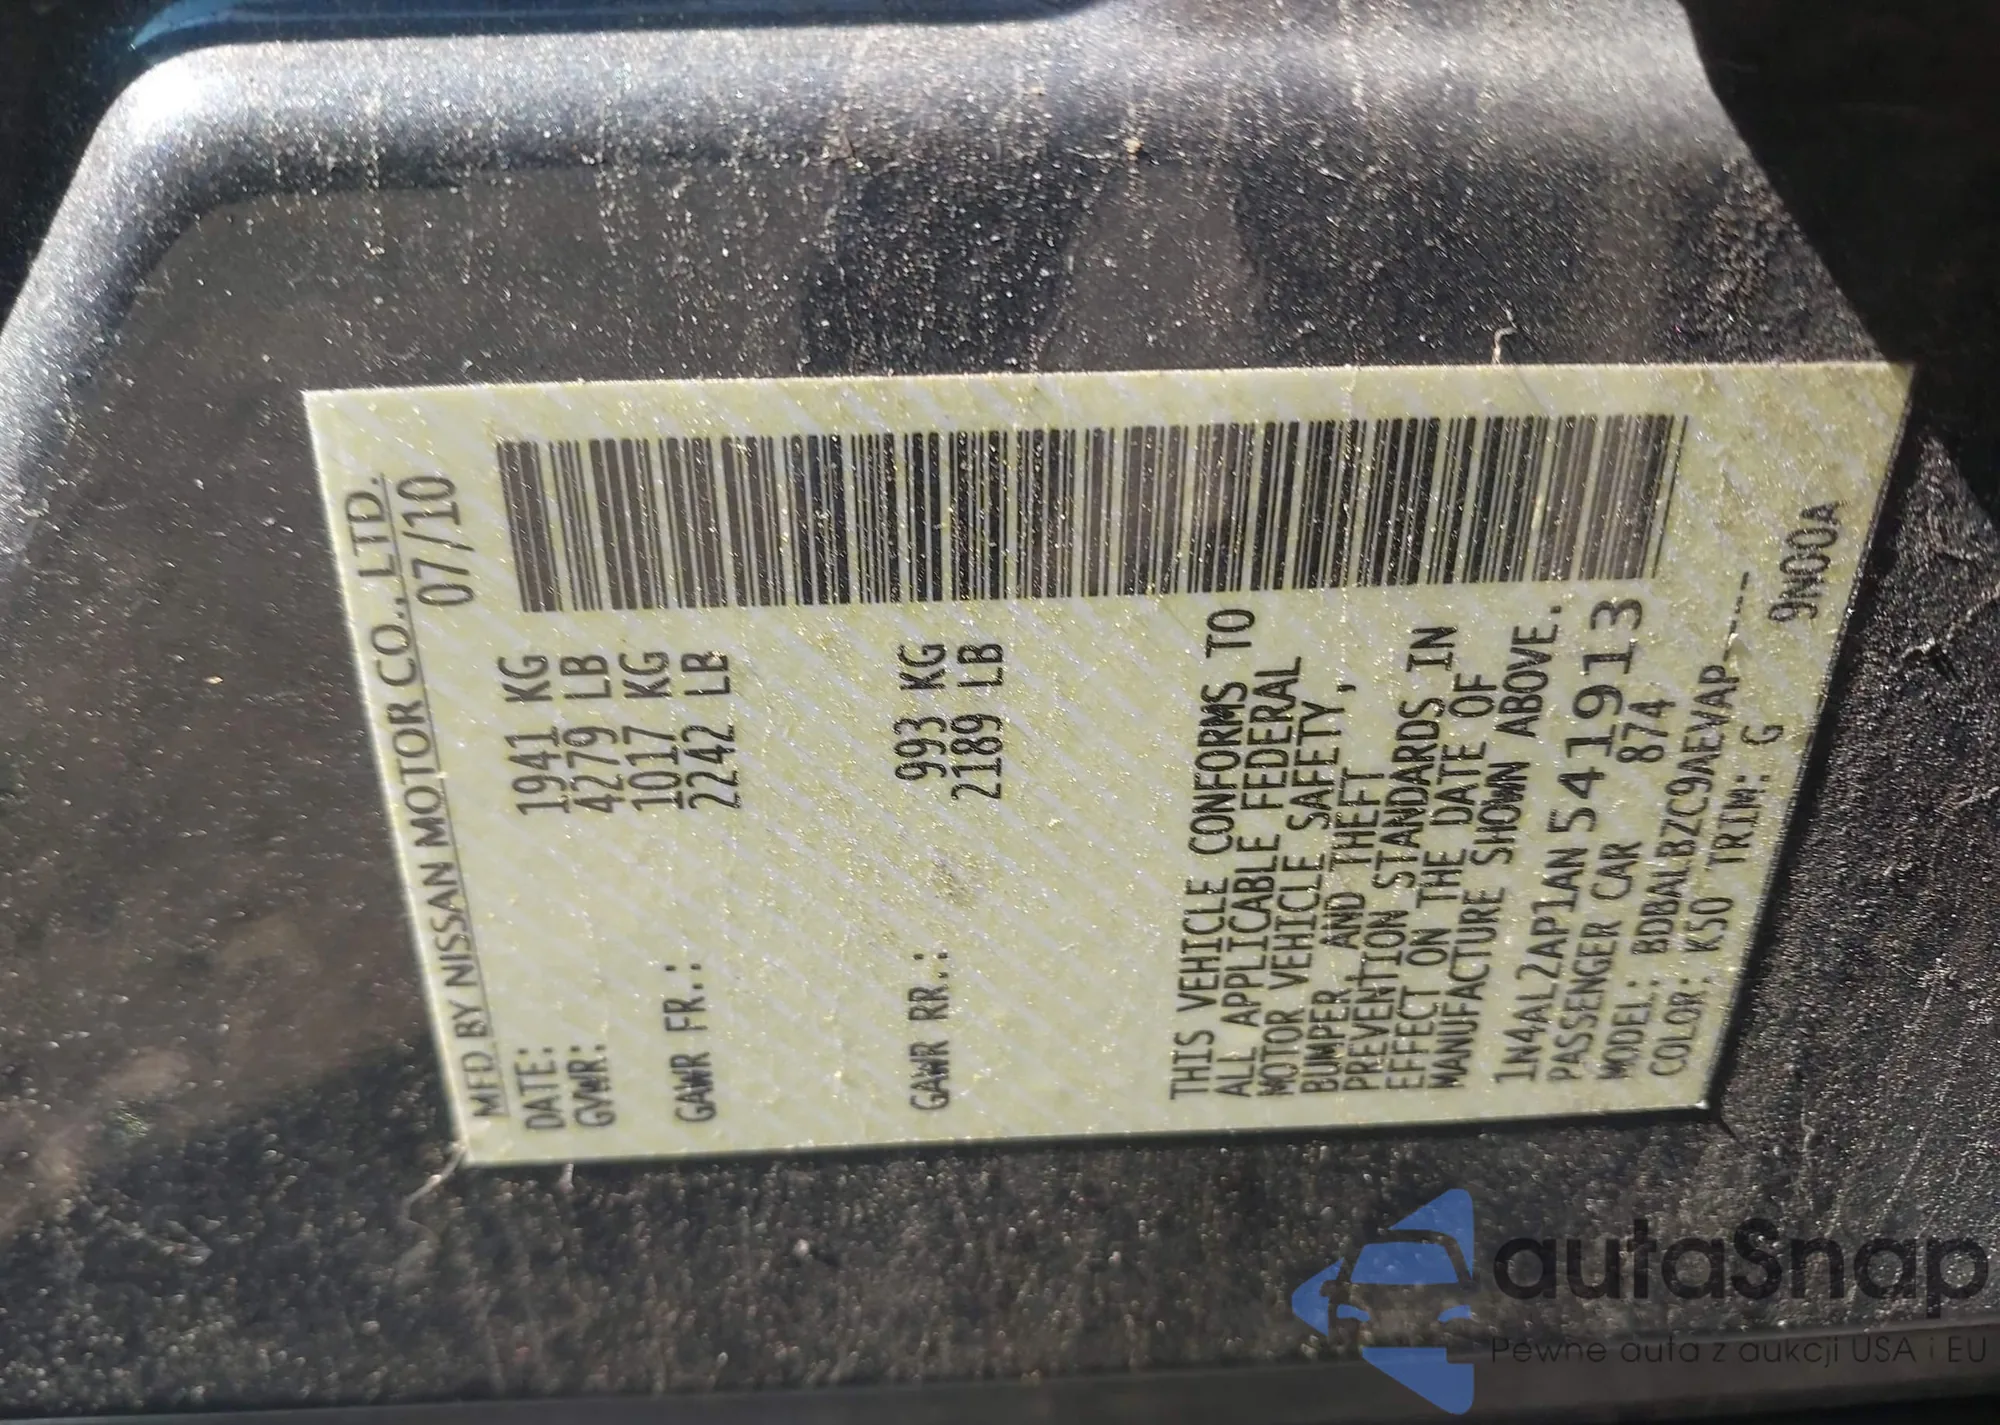 MFD BY NISSAN MOTOR CO., LTD.
DATE: 07/10
GVWR: 1941 KG
4279 LB
GAWR FR.: 1017 KG
2242 LB
GAWR RR.: 993 KG
2189 LB
THIS VEHICLE CONFORMS TO
ALL APPLICABLE FEDERAL
MOTOR VEHICLE SAFETY,
BUMPER, AND THEFT
PREVENTION STANDARDS IN
EFFECT ON THE DATE OF
MANUFACTURE SHOWN ABOVE.
1N4AL2AP1AN541913
PASSENGER CAR 874
MODEL: BDBALBZC9AEVAP----
COLOR: K50 TRIM: G
9N00A
autaSnap
Pewne auta z aukcji USA i EU